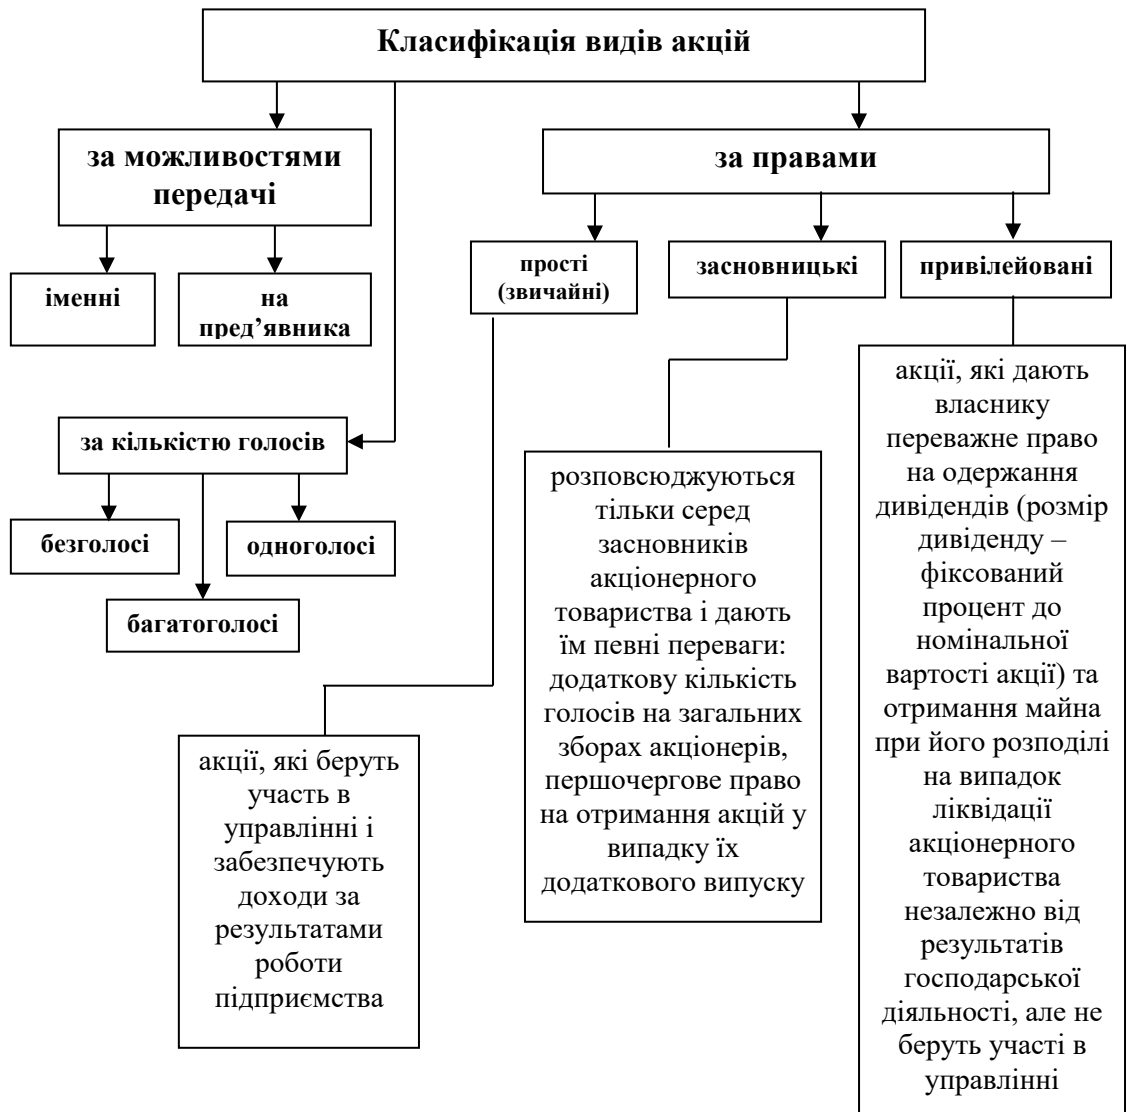 Класифікація видів акцій
за можливостями
передачі
за правами
іменні
на
пред’явника
прості
(звичайні)
засновницькі
привілейовані
за кількістю голосів
безголосі
одноголосі
багатоголосі
акції, які беруть
участь в
управлінні і
забезпечують
доходи за
результатами
роботи
підприємства
розповсюджуються
тільки серед
засновників
акціонерного
товариства і дають
їм певні переваги:
додаткову кількість
голосів на загальних
зборах акціонерів,
першочергове право
на отримання акцій у
випадку їх
додаткового випуску
акції, які дають
власнику
переважне право
на одержання
дивідендів (розмір
дивіденду –
фіксований
процент до
номінальної
вартості акції) та
отримання майна
при його розподілі
на випадок
ліквідації
акціонерного
товариства
незалежно від
результатів
господарської
діяльності, але не
беруть участі в
управлінні